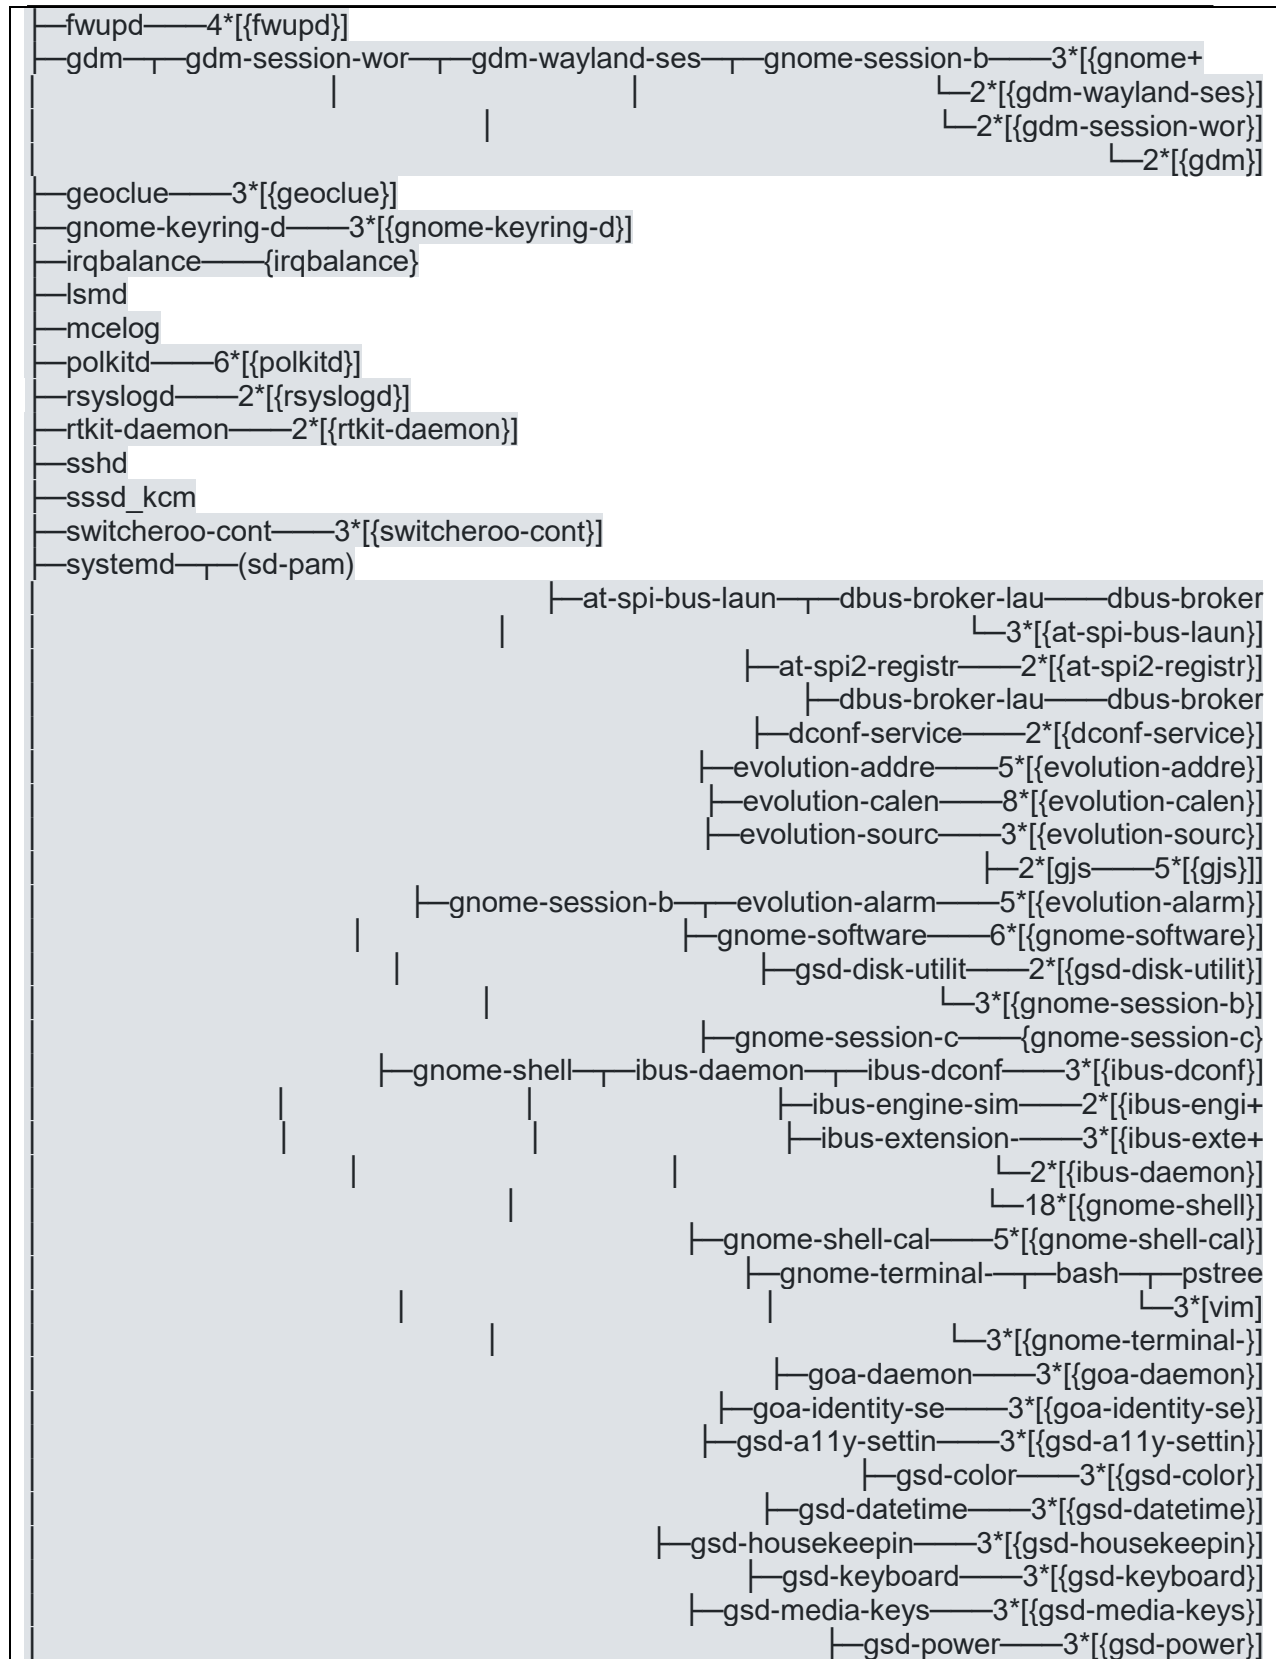 ├─fwupd───4*[{fwupd}]
├─gdm─┬─gdm-session-wor─┬─gdm-wayland-ses─┬─gnome-session-b───3*[{gnome+
│ │ │ └─2*[{gdm-wayland-ses}]
│ │ └─2*[{gdm-session-wor}]
│ └─2*[{gdm}]
├─geoclue───3*[{geoclue}]
├─gnome-keyring-d───3*[{gnome-keyring-d}]
├─irqbalance───{irqbalance}
├─lsmd
├─mcelog
├─polkitd───6*[{polkitd}]
├─rsyslogd───2*[{rsyslogd}]
├─rtkit-daemon───2*[{rtkit-daemon}]
├─sshd
├─sssd_kcm
├─switcheroo-cont───3*[{switcheroo-cont}]
├─systemd─┬─(sd-pam)
│ ├─at-spi-bus-laun─┬─dbus-broker-lau───dbus-broker
│ │ └─3*[{at-spi-bus-laun}]
│ ├─at-spi2-registr───2*[{at-spi2-registr}]
│ ├─dbus-broker-lau───dbus-broker
│ ├─dconf-service───2*[{dconf-service}]
│ ├─evolution-addre───5*[{evolution-addre}]
│ ├─evolution-calen───8*[{evolution-calen}]
│ ├─evolution-sourc───3*[{evolution-sourc}]
│ ├─2*[gjs───5*[{gjs}]]
│ ├─gnome-session-b─┬─evolution-alarm───5*[{evolution-alarm}]
│ │ ├─gnome-software───6*[{gnome-software}]
│ │ ├─gsd-disk-utilit───2*[{gsd-disk-utilit}]
│ │ └─3*[{gnome-session-b}]
│ ├─gnome-session-c───{gnome-session-c}
│ ├─gnome-shell─┬─ibus-daemon─┬─ibus-dconf───3*[{ibus-dconf}]
│ │ │ ├─ibus-engine-sim───2*[{ibus-engi+
│ │ │ ├─ibus-extension-───3*[{ibus-exte+
│ │ │ └─2*[{ibus-daemon}]
│ │ └─18*[{gnome-shell}]
│ ├─gnome-shell-cal───5*[{gnome-shell-cal}]
│ ├─gnome-terminal-─┬─bash─┬─pstree
│ │ │ └─3*[vim]
│ │ └─3*[{gnome-terminal-}]
│ ├─goa-daemon───3*[{goa-daemon}]
│ ├─goa-identity-se───3*[{goa-identity-se}]
│ ├─gsd-a11y-settin───3*[{gsd-a11y-settin}]
│ ├─gsd-color───3*[{gsd-color}]
│ ├─gsd-datetime───3*[{gsd-datetime}]
│ ├─gsd-housekeepin───3*[{gsd-housekeepin}]
│ ├─gsd-keyboard───3*[{gsd-keyboard}]
│ ├─gsd-media-keys───3*[{gsd-media-keys}]
│ ├─gsd-power───3*[{gsd-power}]